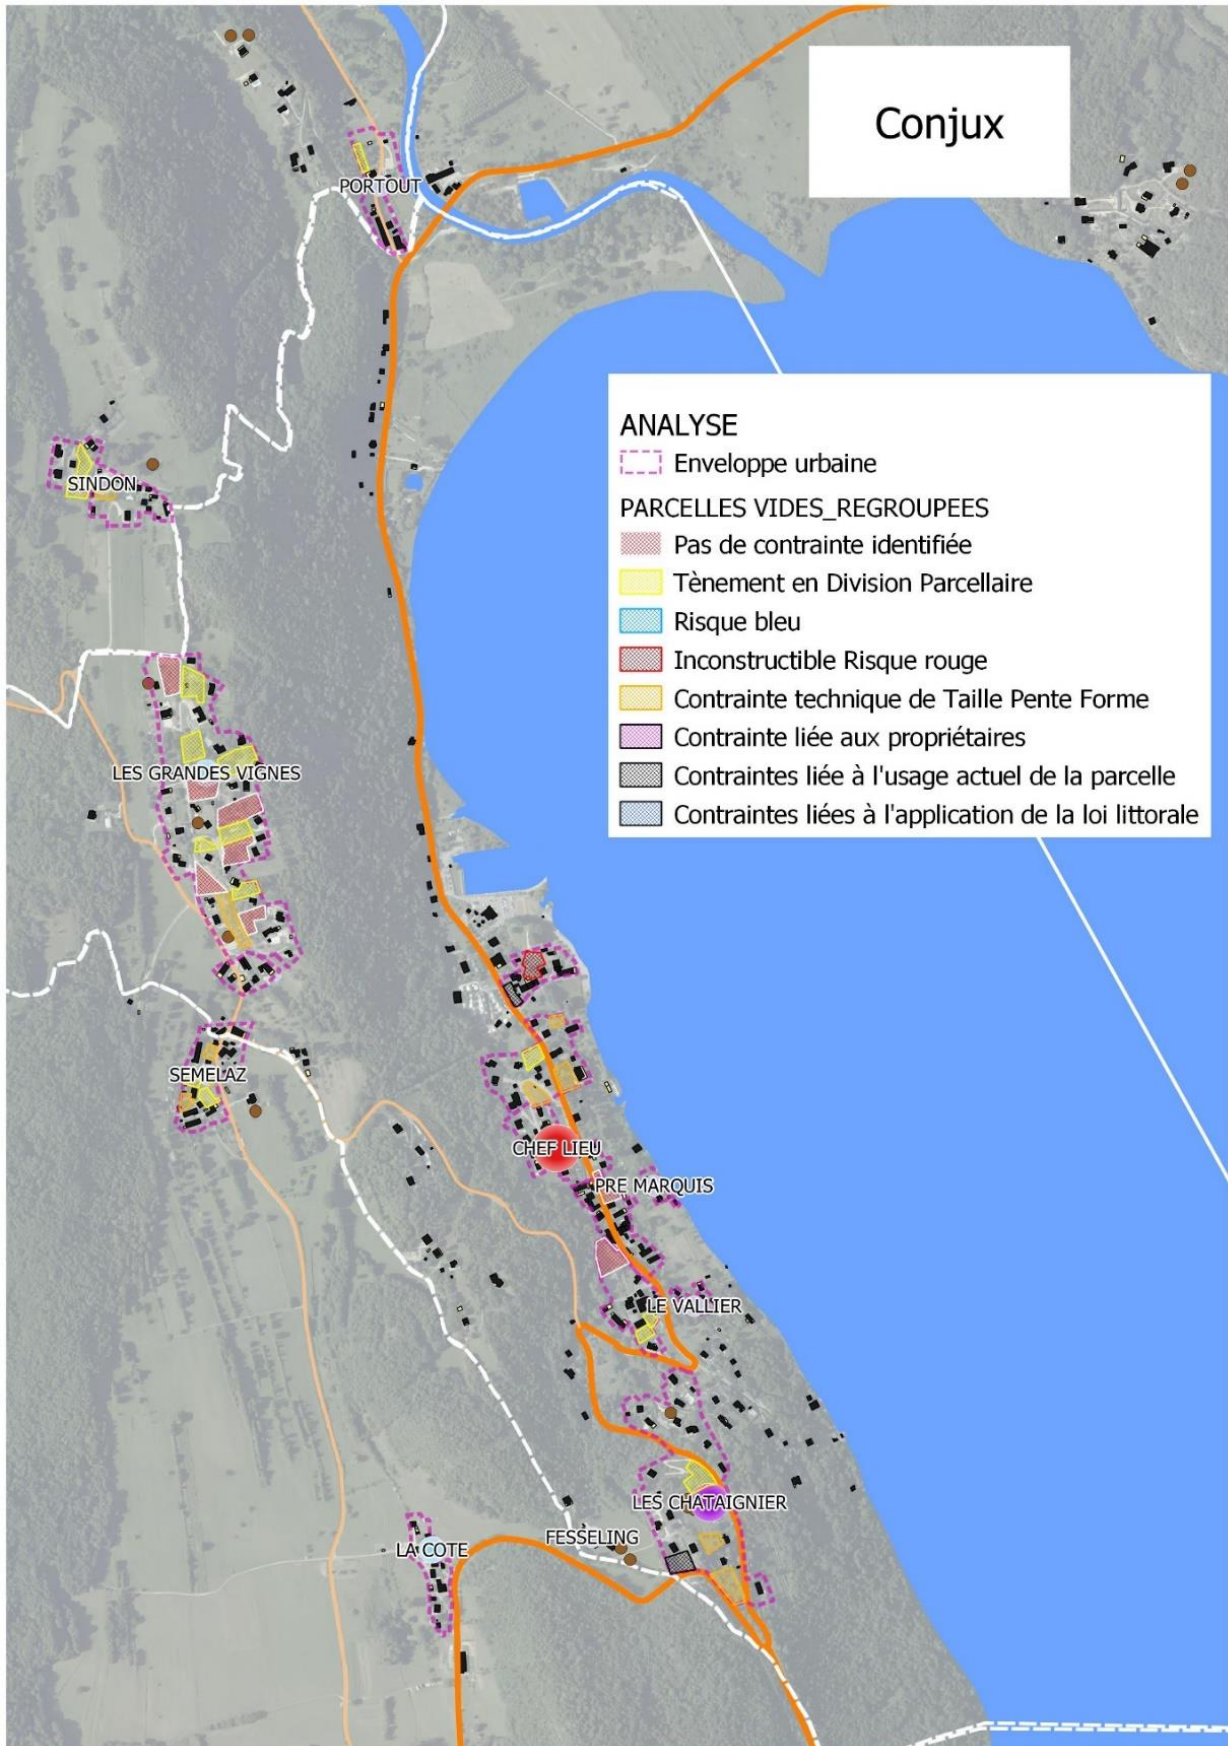 Conjux
PORTOUT
ANALYSE
Enveloppe urbaine
PARCELLES VIDES_REGROUPEES
Pas de contrainte identifiée
Tènement en Division Parcellaire
Risque bleu
Inconstructible Risque rouge
Contrainte technique de Taille Pente Forme
Contrainte liée aux propriétaires
Contraintes liée à l'usage actuel de la parcelle
Contraintes liées à l'application de la loi littorale
SINDON
LES GRANDES VIGNES
SEMELAZ
CHEF LIEU
PRE MARQUIS
LE VALLIER
LES CHATAIGNIER
FESSELING
LA COTE